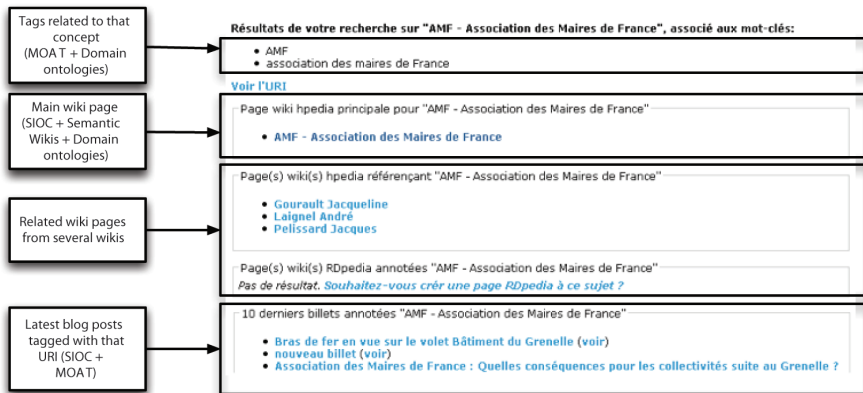 Tags related to that
concept
(MOAT + Domain
ontologies)
Résultats de votre recherche sur "AMF - Association des Maires de France", associé aux mot-clés:
• AMF
• association des maires de France
Voir l'URI
Main wiki page
(SIOC + Semantic
Wikis + Domain
ontologies)
Page wiki hpedia principale pour "AMF - Association des Maires de France"
• AMF - Association des Maires de France
Related wiki pages
from several wikis
Page(s) wiki(s) hpedia référençant "AMF - Association des Maires de France"
• Gourault Jacqueline
• Laignel André
• Pelissard Jacques
Page(s) wiki(s) RDpedia annotées "AMF - Association des Maires de France"
Pas de résultat. Souhaitez-vous crér une page RDpedia à ce sujet ?
Latest blog posts
tagged with that
URI (SIOC +
MOAT)
10 derniers billets annotées "AMF - Association des Maires de France"
• Bras de fer en vue sur le volet Bâtiment du Grenelle (voir)
• nouveau billet (voir)
• Association des Maires de France : Quelles conséquences pour les collectivités suite au Grenelle ?